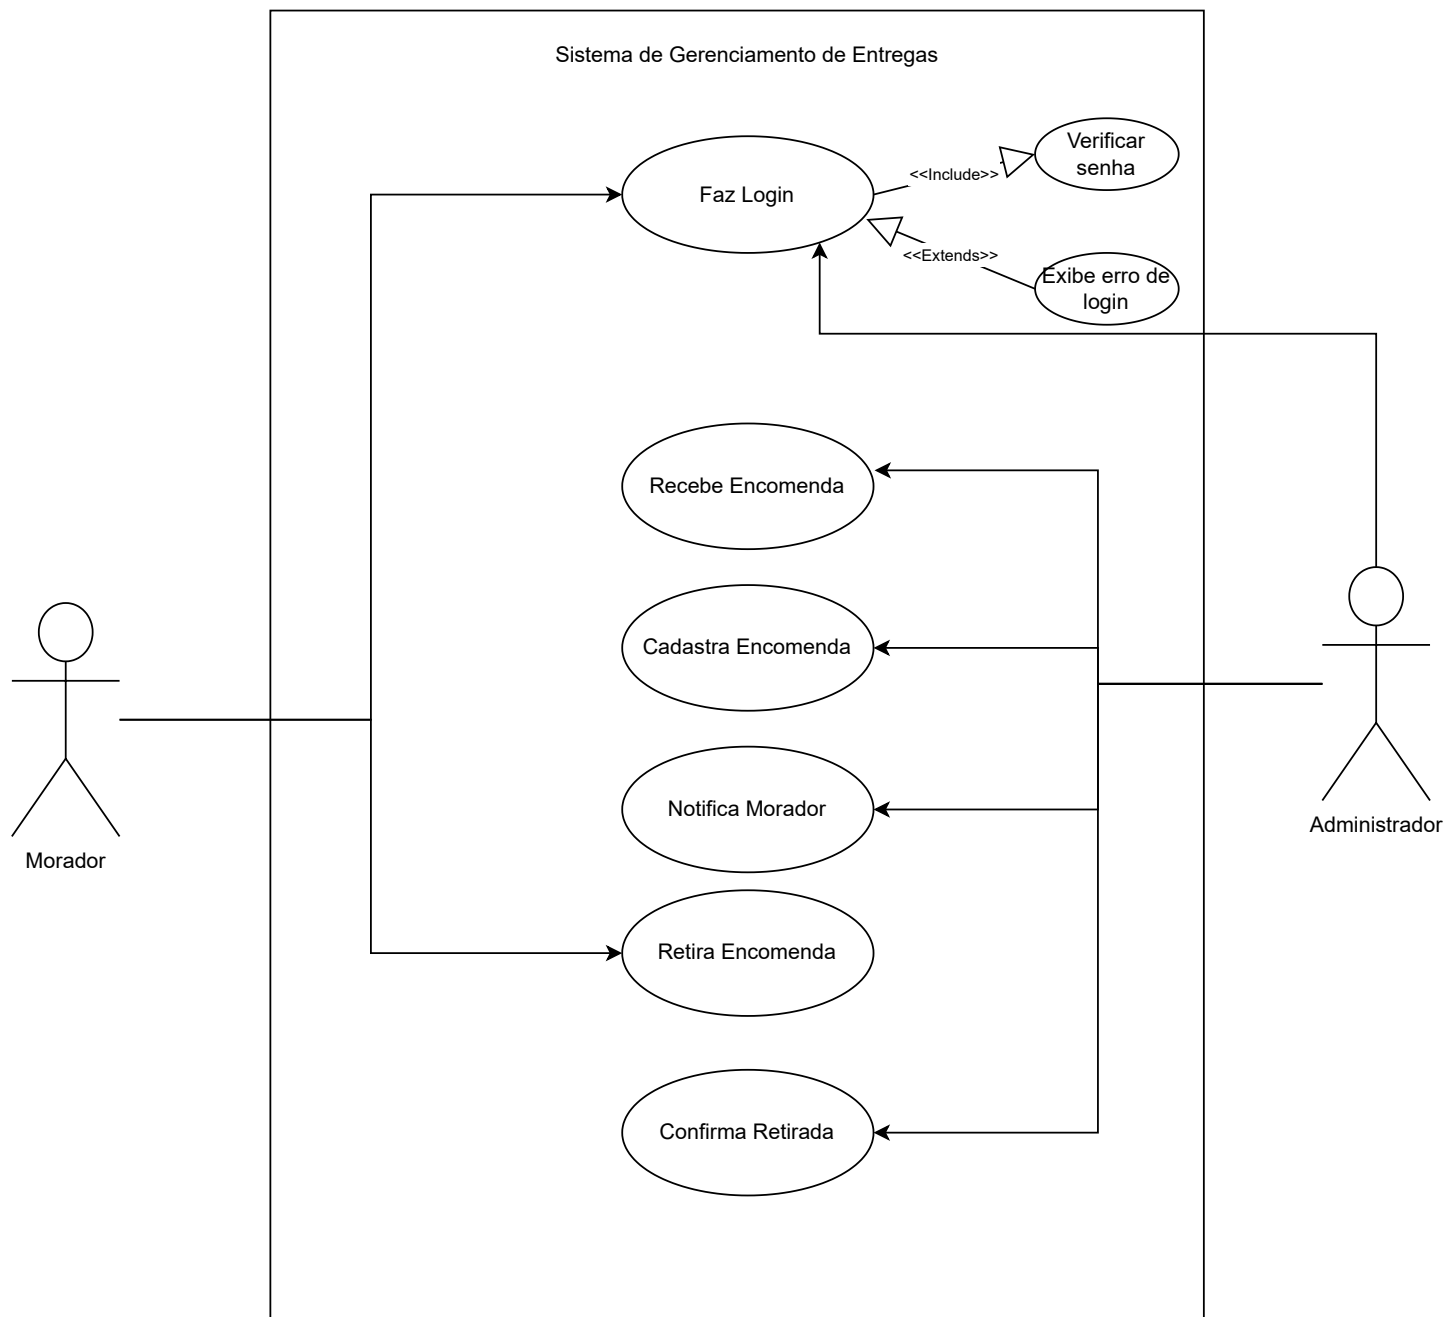 Sistema de Gerenciamento de Entregas
Faz Login
<<Include>>
Verificar
senha
<<Extends>>
Exibe erro de
login
Recebe Encomenda
Cadastra Encomenda
Notifica Morador
Retira Encomenda
Confirma Retirada
Morador
Administrador